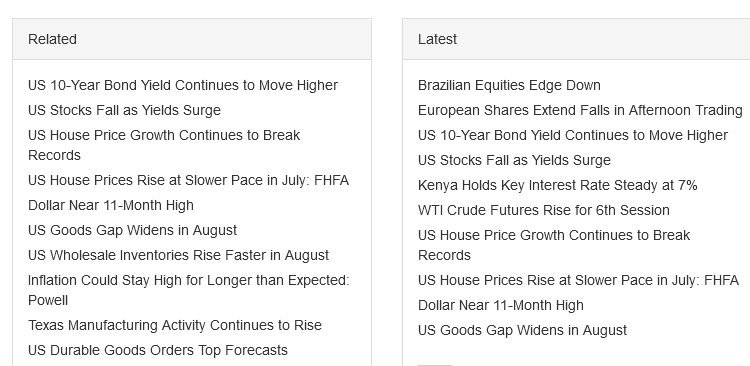 Related
US 10-Year Bond Yield Continues to Move Higher
US Stocks Fall as Yields Surge
US House Price Growth Continues to Break
Records
US House Prices Rise at Slower Pace in July: FHFA
Dollar Near 11-Month High
US Goods Gap Widens in August
US Wholesale Inventories Rise Faster in August
Inflation Could Stay High for Longer than Expected:
Powell
Texas Manufacturing Activity Continues to Rise
US Durable Goods Orders Top Forecasts
Latest
Brazilian Equities Edge Down
European Shares Extend Falls in Afternoon Trading
US 10-Year Bond Yield Continues to Move Higher
US Stocks Fall as Yields Surge
Kenya Holds Key Interest Rate Steady at 7%
WTI Crude Futures Rise for 6th Session
US House Price Growth Continues to Break
Records
US House Prices Rise at Slower Pace in July: FHFA
Dollar Near 11-Month High
US Goods Gap Widens in August